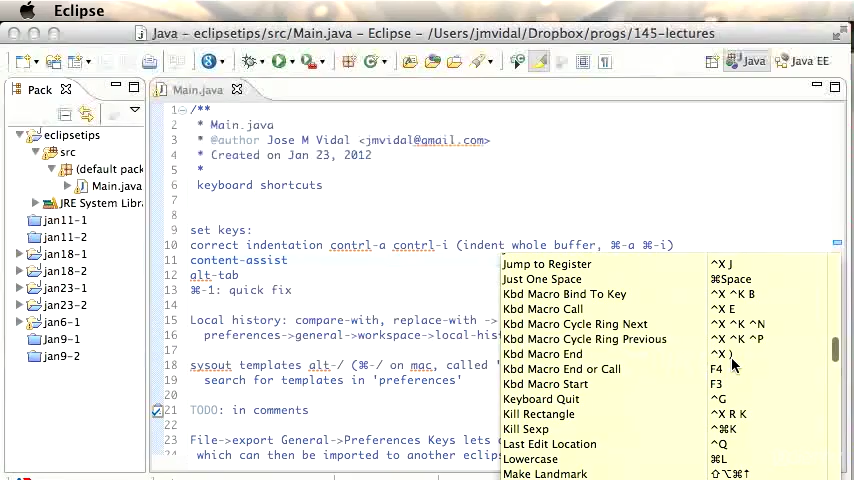 Eclipse
Java - eclipsetips/src/Main.java - Eclipse - /Users/jmvidal/Dropbox/progs/145-lectures
Java
Java EE
Pack
Main.java
eclipsetips
src
(default pack
Main.java
JRE System Libr
jan11-1
jan11-2
jan18-1
jan18-2
jan23-1
jan23-2
jan6-1
Jan9-1
jan9-2
1 /**
2 * Main.java
3 * @author Jose M Vidal <jmvidal@gmail.com>
4 * Created on Jan 23, 2012
5 *
6 keyboard shortcuts
7
8
9 set keys:
10 correct indentation contrl-a contrl-i (indent whole buffer, ⌘-a ⌘-i)
11 content-assist
12 alt-tab
13 ⌘-1: quick fix
14
15 Local history: compare-with, replace-with ->
16 preferences->general->workspace->local-hist
17
18 sysout templates alt-/ (⌘-/ on mac, called '
19 search for templates in 'preferences'
20
21 TODO: in comments
22
23 File->export General->Preferences Keys lets
24 which can then be imported to another eclips
Jump to Register ^X J
Just One Space ⌘Space
Kbd Macro Bind To Key ^X ^K B
Kbd Macro Call ^X E
Kbd Macro Cycle Ring Next ^X ^K ^N
Kbd Macro Cycle Ring Previous ^X ^K ^P
Kbd Macro End ^X )
Kbd Macro End or Call F4
Kbd Macro Start F3
Keyboard Quit ^G
Kill Rectangle ^X R K
Kill Sexp ^⌘K
Last Edit Location ^Q
Lowercase ⌘L
Make Landmark ⇧⌥⌘↑